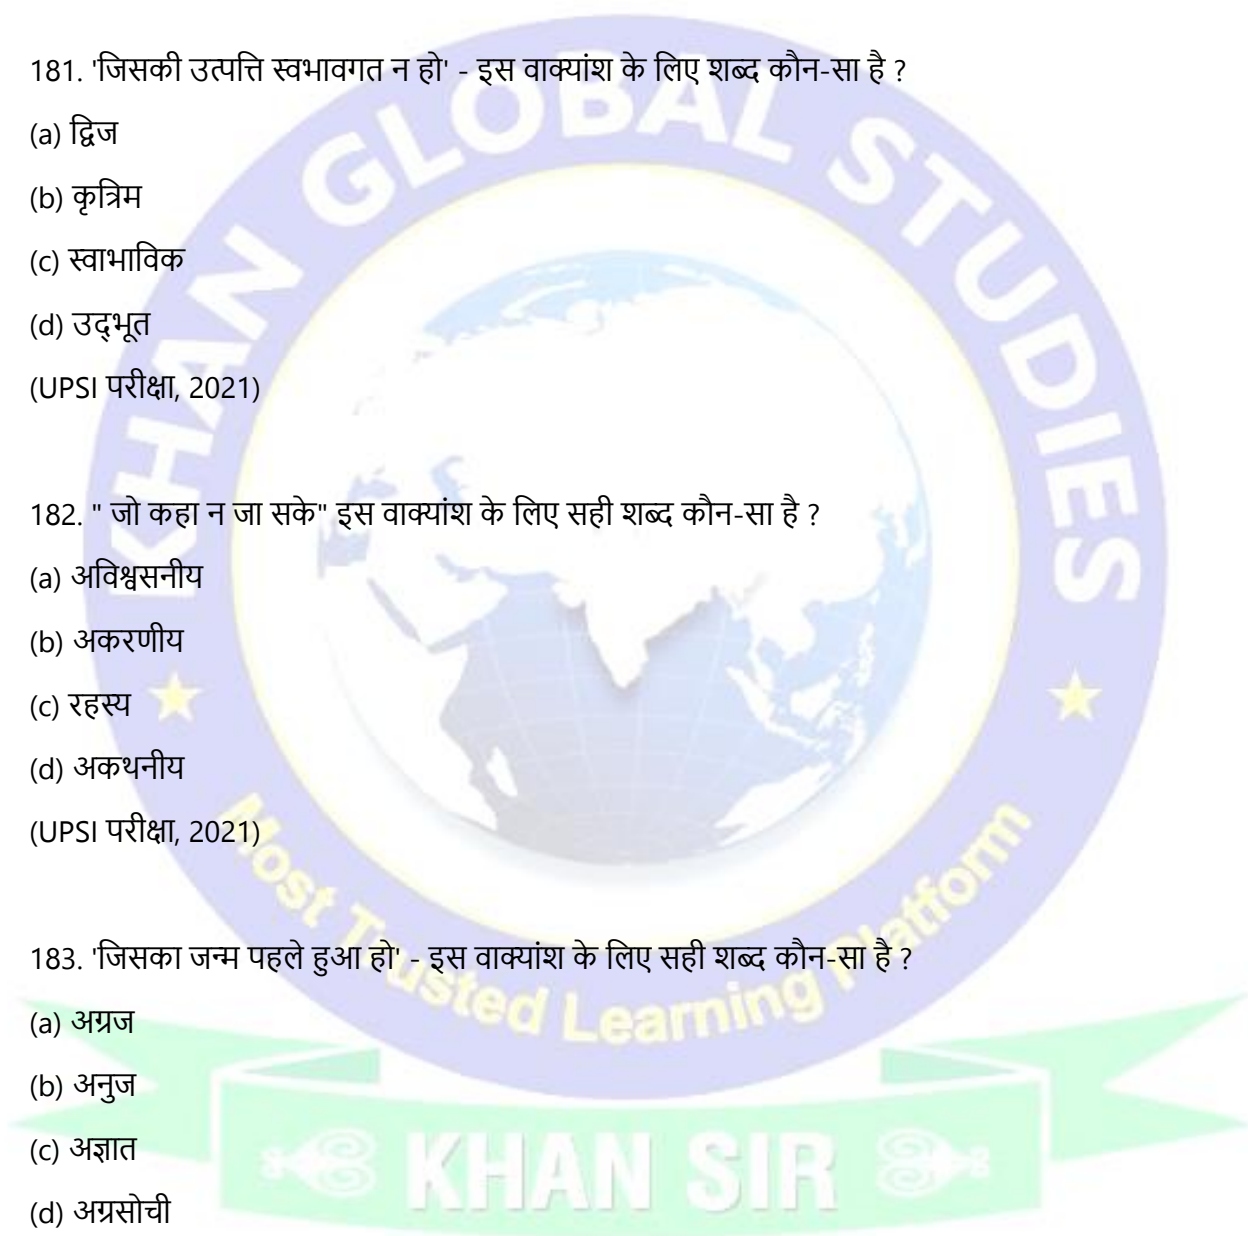 181. 'जिसकी उत्पत्ति स्वभावगत न हो' - इस वाक्यांश के लिए शब्द कौन-सा है ?
(a) द्विज
(b) कृत्रिम
(c) स्वाभाविक
(d) उद्‌भूत
(UPSI परीक्षा, 2021)
182. " जो कहा न जा सके" इस वाक्यांश के लिए सही शब्द कौन-सा है ?
(a) अविश्वसनीय
(b) अकरणीय
(c) रहस्य
(d) अकथनीय
(UPSI परीक्षा, 2021)
183. 'जिसका जन्म पहले हुआ हो' - इस वाक्यांश के लिए सही शब्द कौन-सा है ?
(a) अग्रज
(b) अनुज
(c) अज्ञात
(d) अग्रसोची
KHAN GLOBAL STUDIES
Most Trusted Learning Platform
KHAN SIR